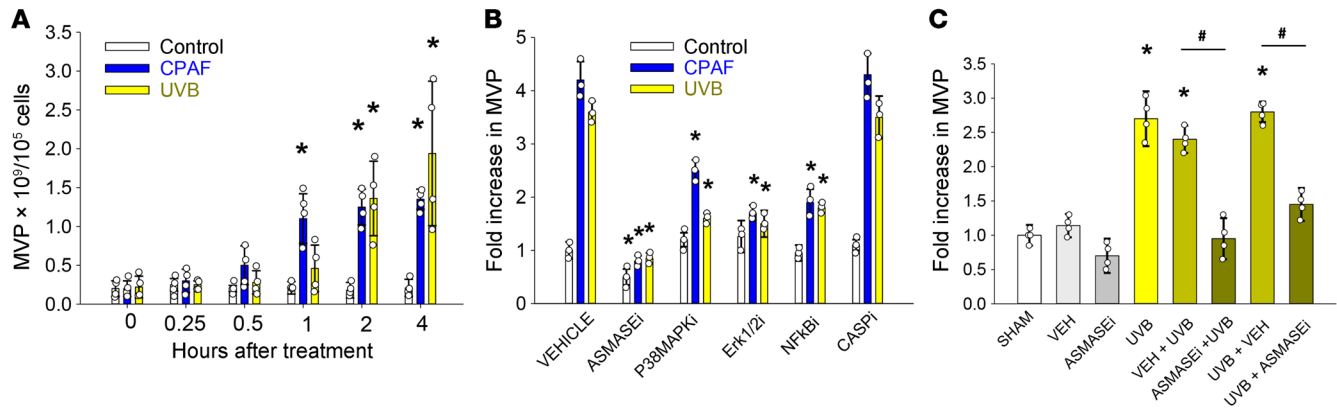 A
MVP × 10⁹/10⁵ cells
3.5
3.0
2.5
2.0
1.5
1.0
0.5
0.0
Control
CPAF
UVB
*
*
*
*
*
0
0.25
0.5
1
2
4
Hours after treatment
B
Fold increase in MVP
5
4
3
2
1
0
Control
CPAF
UVB
*
*
*
*
*
*
*
*
*
VEHICLE
ASMASEi
P38MAPKi
Erk1/2i
NFkBi
CASPi
C
Fold increase in MVP
3.5
3.0
2.5
2.0
1.5
1.0
0.5
0.0
*
*
#
*
#
SHAM
VEH
ASMASEi
UVB
VEH + UVB
ASMASEi +UVB
UVB + VEH
UVB + ASMASEi